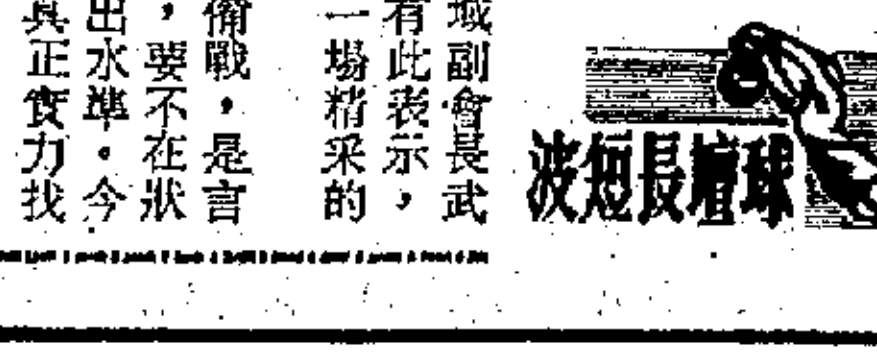 球壇長短波
域副會長武
有此表示，
一場精采的
備戰，是言
，要不在狀
出水準。今
真正實力找